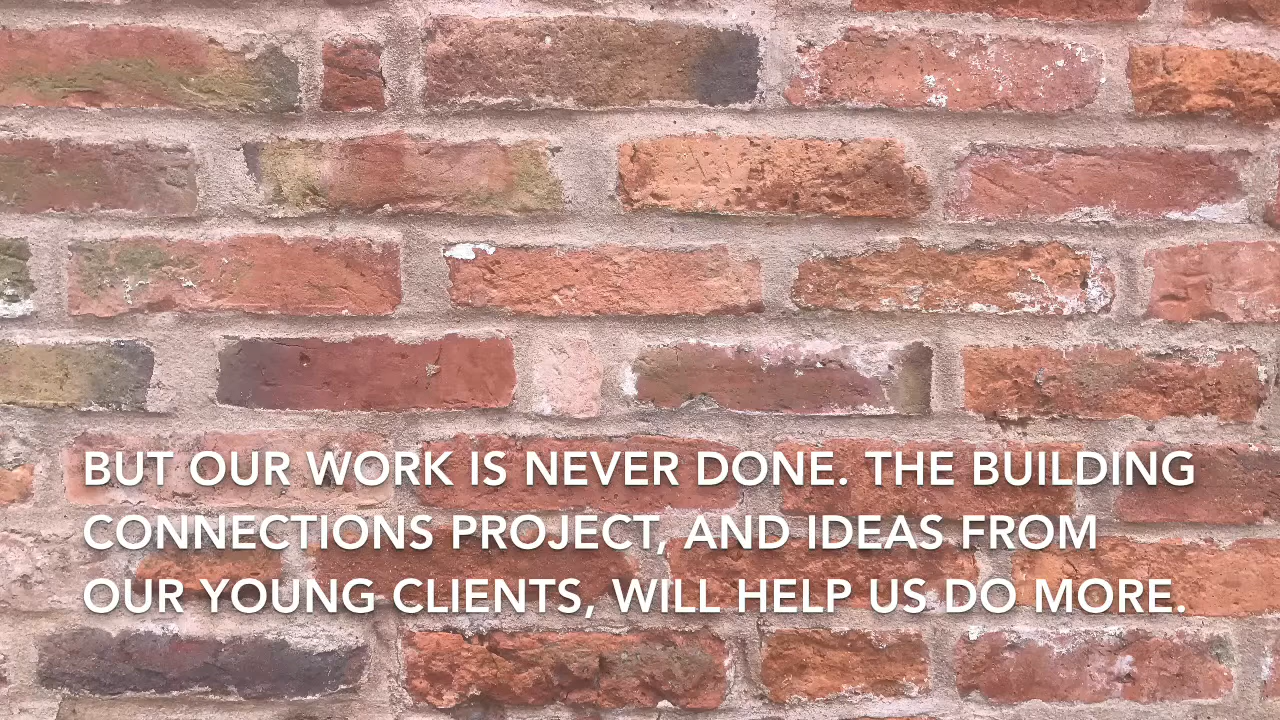 BUT OUR WORK IS NEVER DONE. THE BUILDING
CONNECTIONS PROJECT, AND IDEAS FROM
OUR YOUNG CLIENTS, WILL HELP US DO MORE.